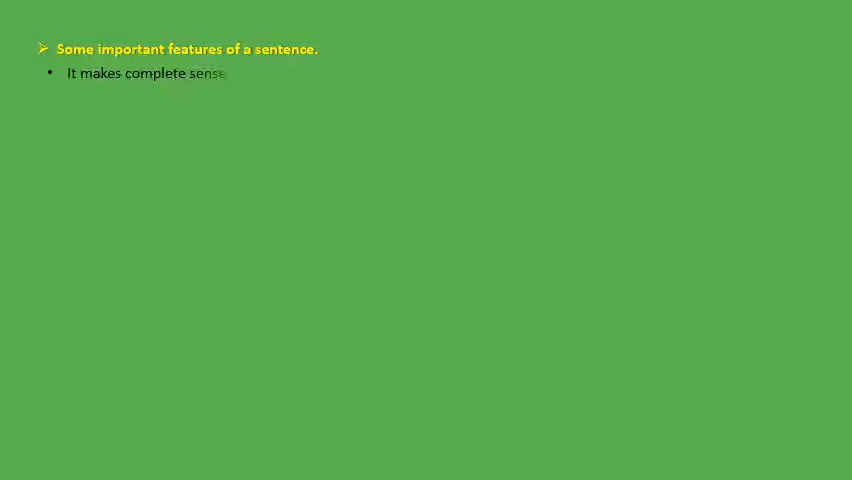 ➢ Some important features of a sentence.
• It makes complete sense